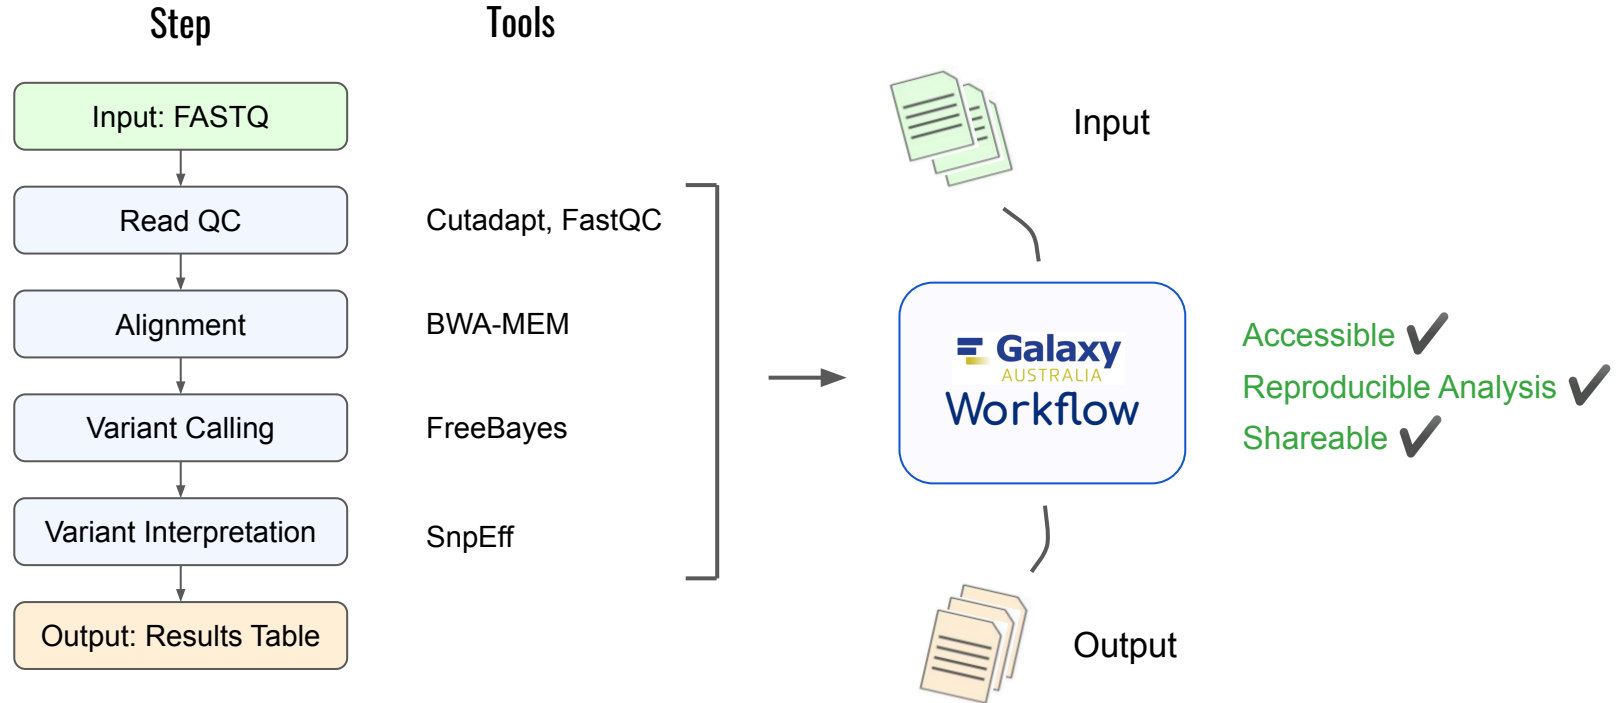 Step
Tools
Input: FASTQ
Read QC
Cutadapt, FastQC
Alignment
BWA-MEM
Variant Calling
FreeBayes
Variant Interpretation
SnpEff
Output: Results Table
Input
Galaxy
AUSTRALIA
Workflow
Accessible ✔
Reproducible Analysis ✔
Shareable ✔
Output